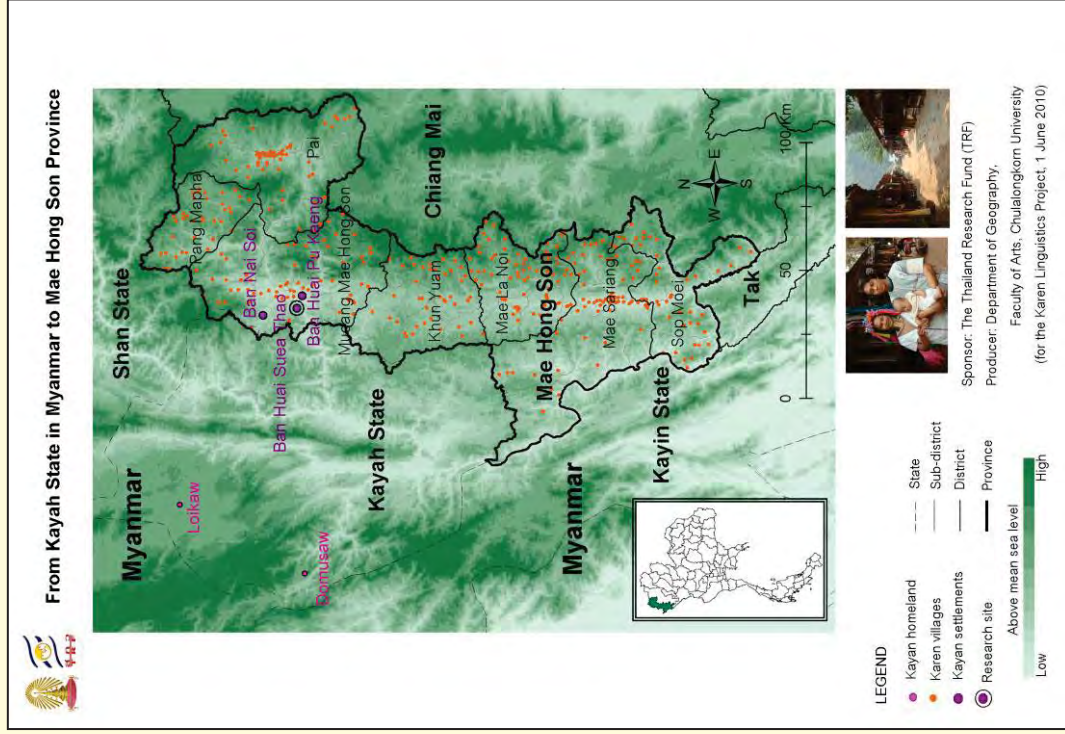 From Kayah State in Myanmar to Mae Hong Son Province
สกว
Myanmar
Shan State
Loikaw
Domusaw
Pang Mapha
Ban Nai Soi
Pai
Ban Huai Suea Thao
Ban Huai Pu Kaeng
Mueang Mae Hong Son
Kayah State
Chiang Mai
Khun Yuam
Mae La Noi
Mae Hong Son
Mae Sariang
Myanmar
Kayin State
Sop Moei
Tak
N
W
E
S
0
50
100 Km
LEGEND
Kayan homeland
Karen villages
Kayan settlements
Research site
State
Sub-district
District
Province
Above mean sea level
Low
High
Sponsor: The Thailand Research Fund (TRF)
Producer: Department of Geography,
Faculty of Arts, Chulalongkorn University
(for the Karen Linguistics Project, 1 June 2010)